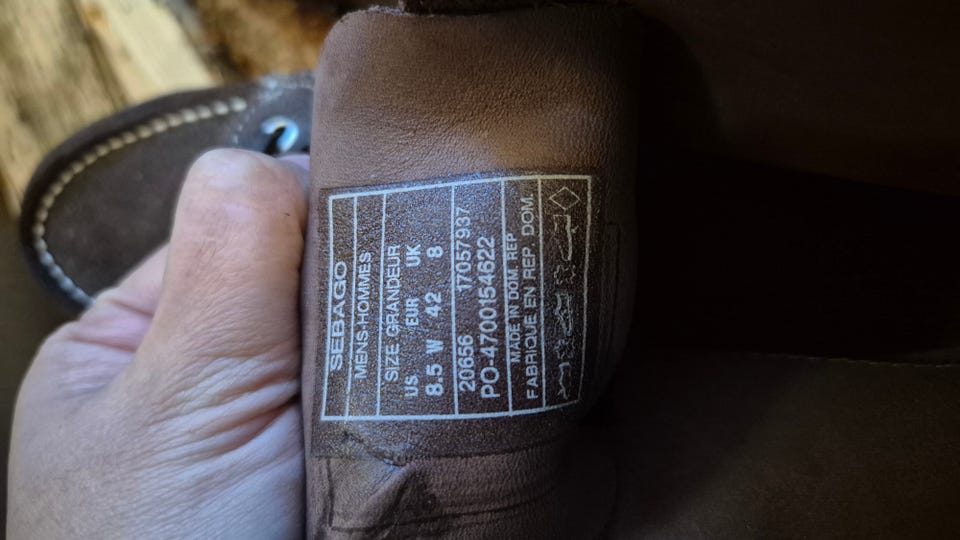 SEBAGO
MENS-HOMMES
SIZE GRANDEUR
US EUR UK
8.5 W 42 8
20656 17057937
PO-4700154622
MADE IN DOM. REP
FABRIQUE EN REP. DOM.